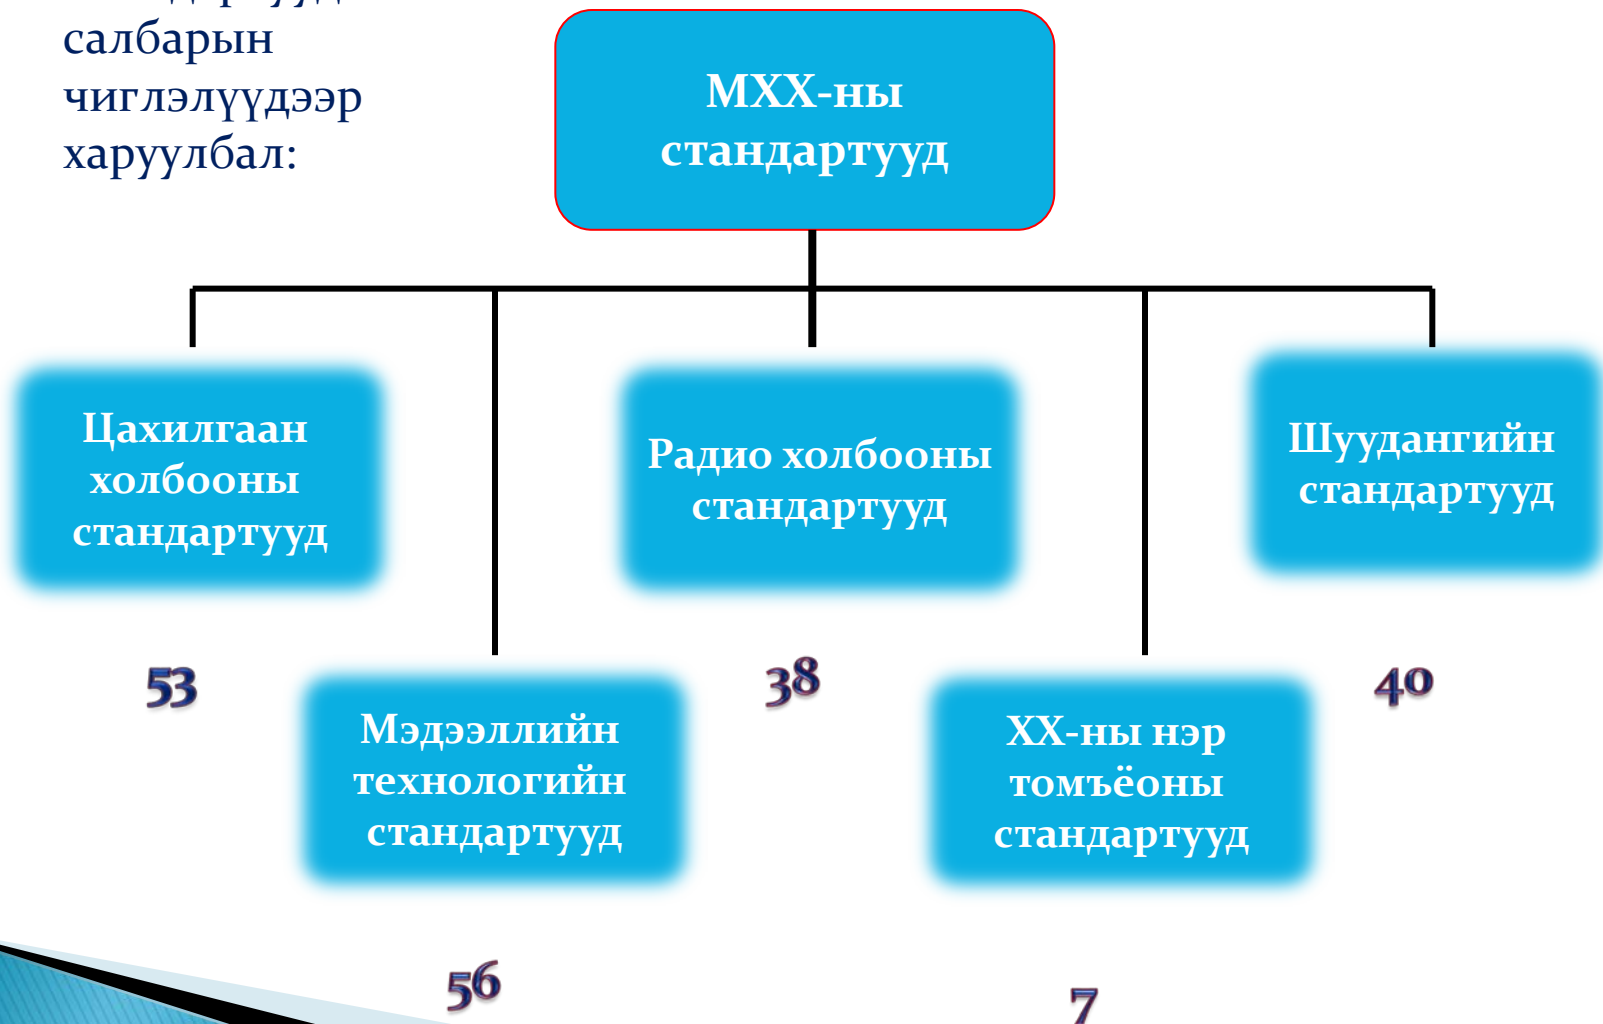 салбарын
чиглэлүүдээр
харуулбал:
МХХ-ны
стандартууд
Цахилгаан
холбооны
стандартууд
Радио холбооны
стандартууд
Шуудангийн
стандартууд
53
38
40
Мэдээллийн
технологийн
стандартууд
ХХ-ны нэр
томъёоны
стандартууд
56
7